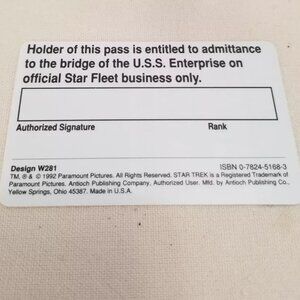 Holder of this pass is entitled to admittance
to the bridge of the U.S.S. Enterprise on
official Star Fleet business only.
Authorized Signature Rank
Design W281 ISBN 0-7824-5168-3
TM, ® & © 1992 Paramount Pictures. All Rights Reserved. STAR TREK is a Registered Trademark of
Paramount Pictures. Antioch Publishing Company, Authorized User. Mfd. by Antioch Publishing Co.,
Yellow Springs, Ohio 45387. Made in U.S.A.